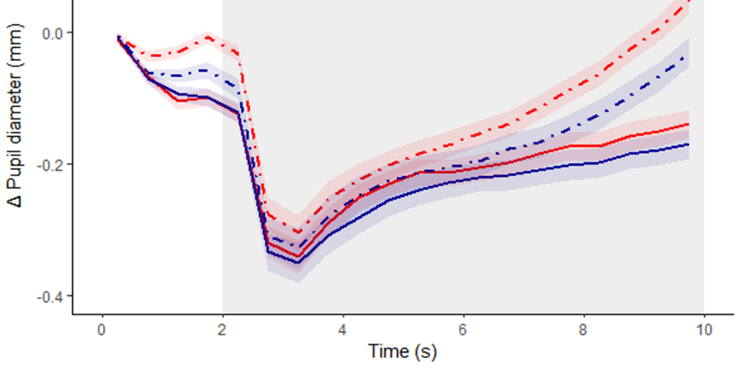 Δ Pupil diameter (mm)
0.0
-0.2
-0.4
0 2 4 6 8 10
Time (s)